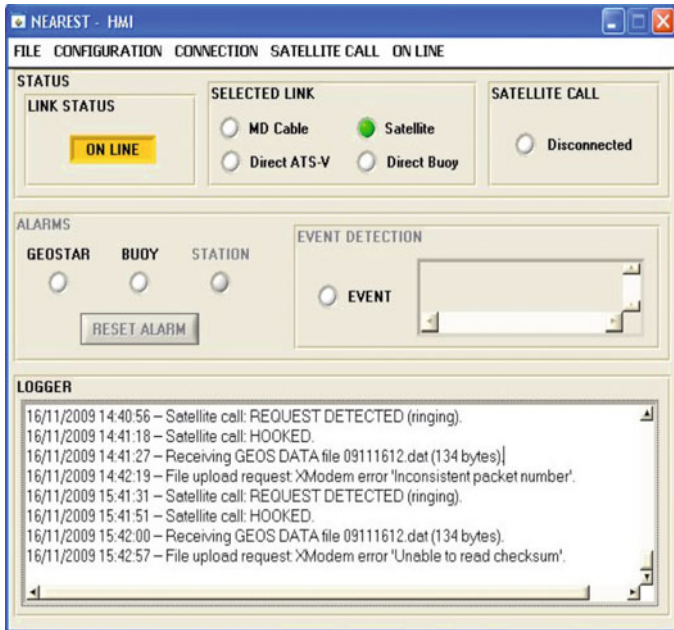 NEAREST - HMI
FILE CONFIGURATION CONNECTION SATELLITE CALL ON LINE
STATUS
LINK STATUS
ON LINE
SELECTED LINK
MD Cable
Satellite
Direct ATS-V
Direct Buoy
SATELLITE CALL
Disconnected
ALARMS
GEOSTAR BUOY STATION
RESET ALARM
EVENT DETECTION
EVENT
LOGGER
16/11/2009 14:40:56 – Satellite call: REQUEST DETECTED (ringing).
16/11/2009 14:41:18 – Satellite call: HOOKED.
16/11/2009 14:41:27 – Receiving GEOS DATA file 09111612.dat (134 bytes).
16/11/2009 14:42:19 – File upload request: XModem error 'Inconsistent packet number'.
16/11/2009 15:41:31 – Satellite call: REQUEST DETECTED (ringing).
16/11/2009 15:41:51 – Satellite call: HOOKED.
16/11/2009 15:42:00 – Receiving GEOS DATA file 09111612.dat (134 bytes).
16/11/2009 15:42:57 – File upload request: XModem error 'Unable to read checksum'.